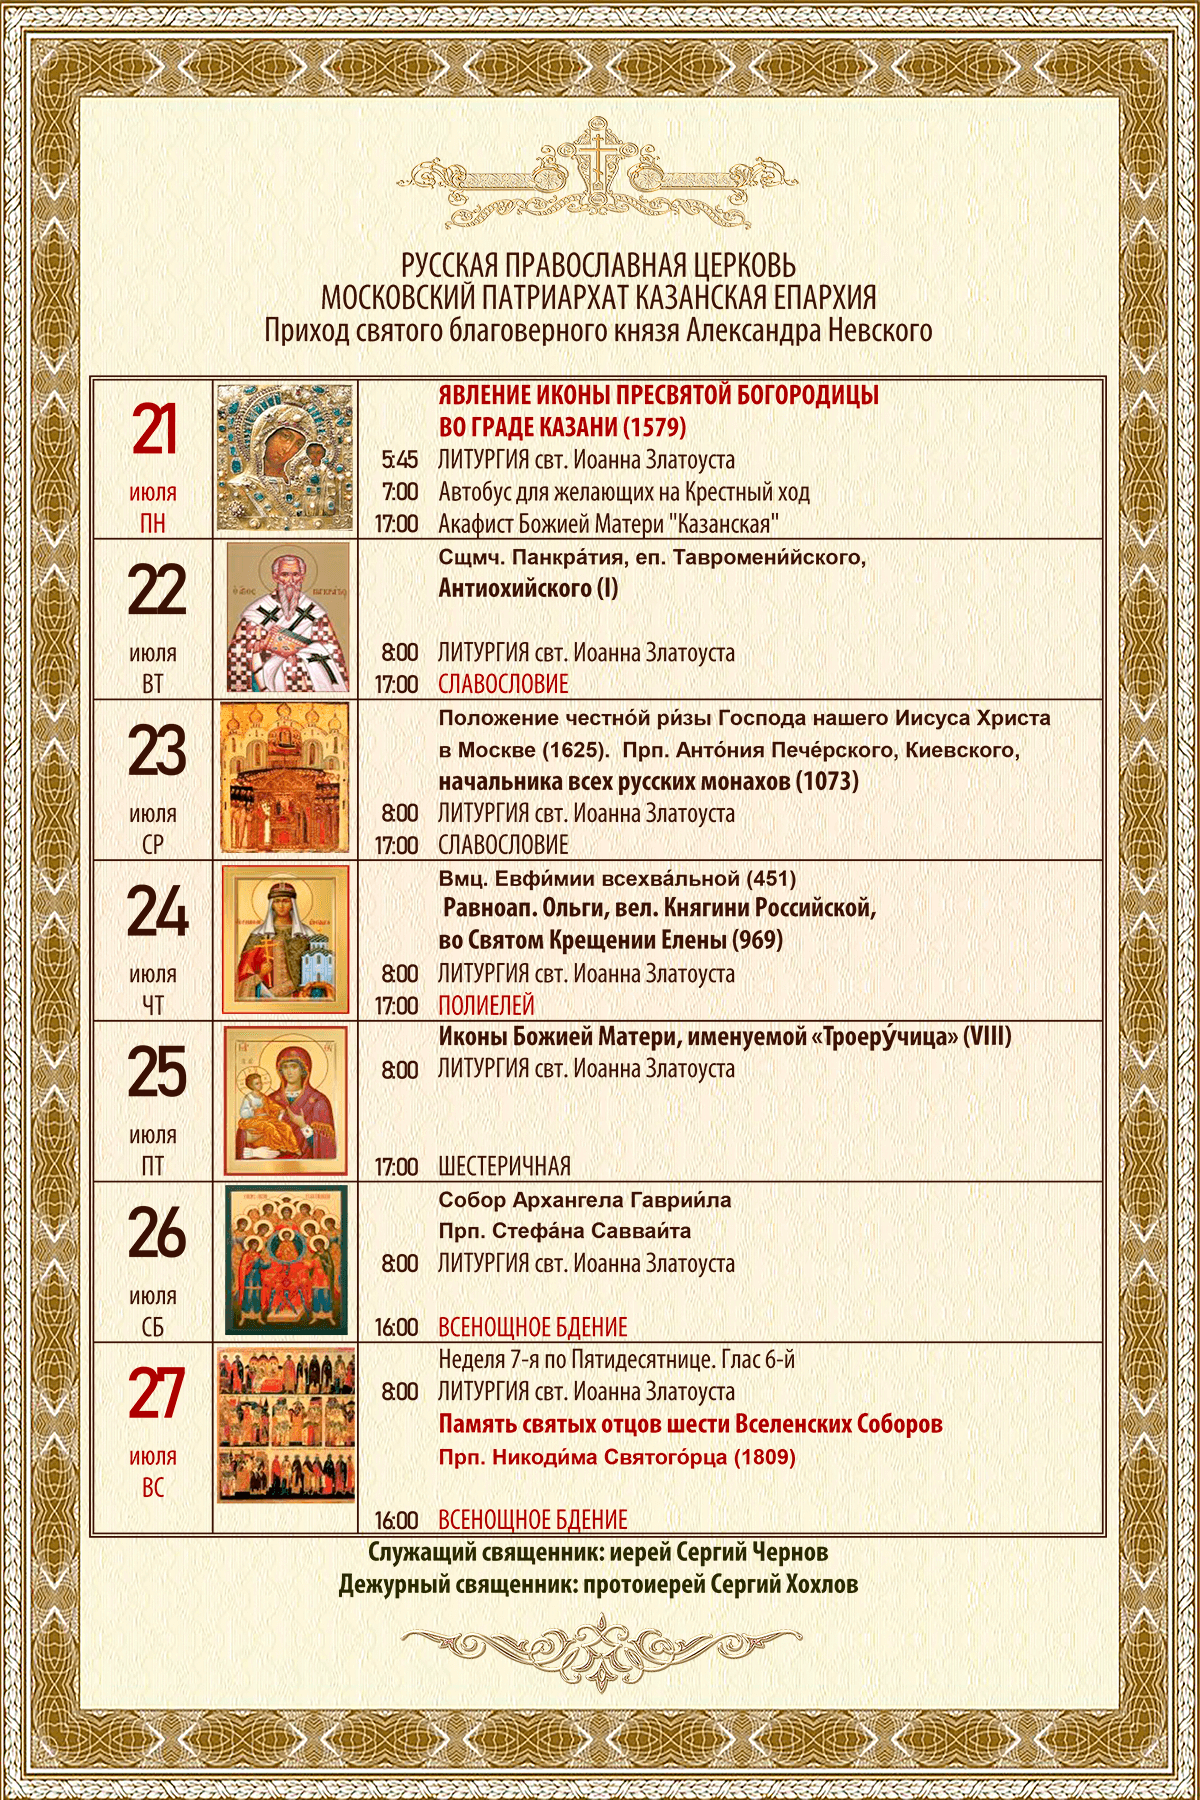 РУССКАЯ ПРАВОСЛАВНАЯ ЦЕРКОВЬ
МОСКОВСКИЙ ПАТРИАРХАТ КАЗАНСКАЯ ЕПАРХИЯ
Приход святого благоверного князя Александра Невского
21
июля
ПН
ЯВЛЕНИЕ ИКОНЫ ПРЕСВЯТОЙ БОГОРОДИЦЫ
ВО ГРАДЕ КАЗАНИ (1579)
5:45 ЛИТУРГИЯ свт. Иоанна Златоуста
7:00 Автобус для желающих на Крестный ход
17:00 Акафист Божией Матери "Казанская"
22
июля
ВТ
Сщмч. Панкра́тия, еп. Тавромени́йского,
Антиохийского (I)
8:00 ЛИТУРГИЯ свт. Иоанна Златоуста
17:00 СЛАВОСЛОВИЕ
23
июля
СР
Положение честно́й ри́зы Господа нашего Иисуса Христа
в Москве (1625). Прп. Анто́ния Пече́рского, Киевского,
начальника всех русских монахов (1073)
8:00 ЛИТУРГИЯ свт. Иоанна Златоуста
17:00 СЛАВОСЛОВИЕ
24
июля
ЧТ
Вмц. Евфи́мии всехва́льной (451)
Равноап. Ольги, вел. Княгини Российской,
во Святом Крещении Елены (969)
8:00 ЛИТУРГИЯ свт. Иоанна Златоуста
17:00 ПОЛИЕЛЕЙ
25
июля
ПТ
Иконы Божией Матери, именуемой «Троеру́чица» (VIII)
8:00 ЛИТУРГИЯ свт. Иоанна Златоуста
17:00 ШЕСТЕРИЧНАЯ
26
июля
СБ
Собор Архангела Гаврии́ла
Прп. Стефа́на Савваи́та
8:00 ЛИТУРГИЯ свт. Иоанна Златоуста
16:00 ВСЕНОЩНОЕ БДЕНИЕ
27
июля
ВС
Неделя 7-я по Пятидесятнице. Глас 6-й
8:00 ЛИТУРГИЯ свт. Иоанна Златоуста
Память святых отцов шести Вселенских Соборов
Прп. Никоди́ма Святого́рца (1809)
16:00 ВСЕНОЩНОЕ БДЕНИЕ
Служащий священник: иерей Сергий Чернов
Дежурный священник: протоиерей Сергий Хохлов